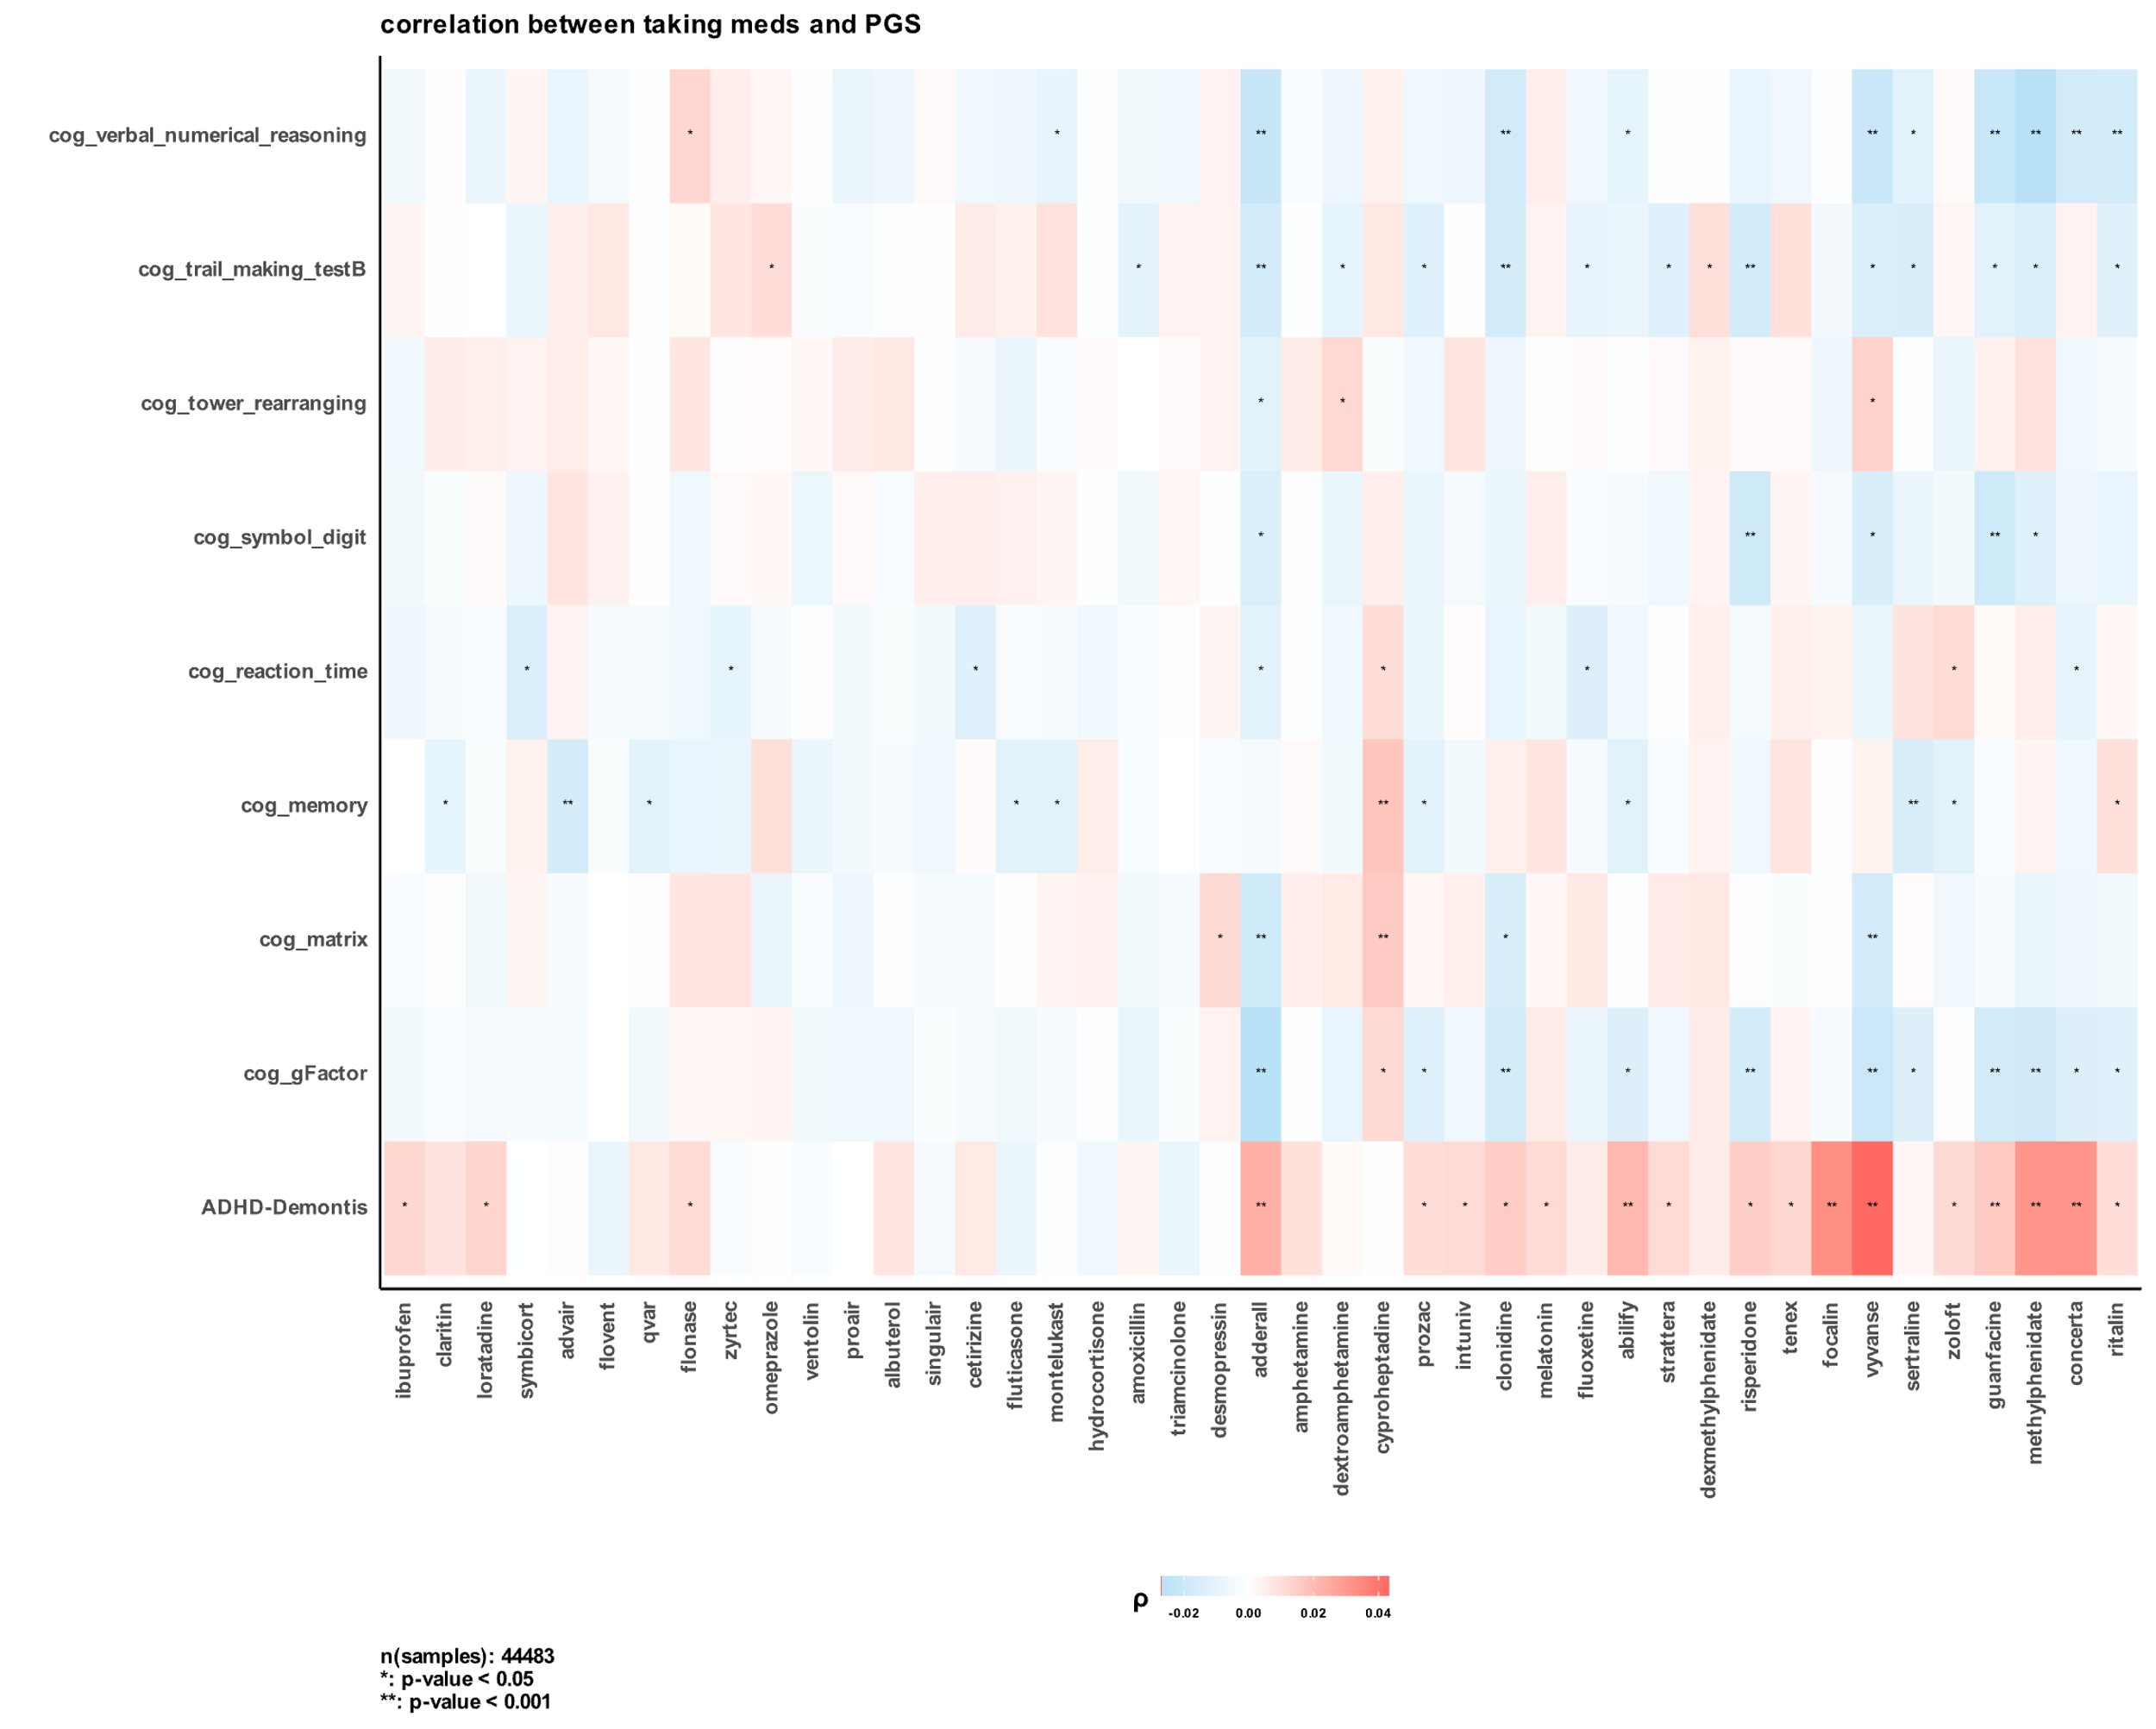 correlation between taking meds and PGS
cog_verbal_numerical_reasoning
* * ** ** * ** * ** ** ** **
cog_trail_making_testB
* * ** * * ** * * * ** * * * * *
cog_tower_rearranging
* * *
cog_symbol_digit
* ** * ** *
cog_reaction_time
* * * * * * * *
cog_memory
* ** * * * ** * * ** * *
cog_matrix
* ** ** * **
cog_gFactor
** * * ** * ** ** * ** ** * *
ADHD-Demontis
* * * ** * * * * ** * * * ** ** * ** ** ** *
ibuprofen
claritin
loratadine
symbicort
advair
flovent
qvar
flonase
zyrtec
omeprazole
ventolin
proair
albuterol
singulair
cetirizine
fluticasone
montelukast
hydrocortisone
amoxicillin
triamcinolone
desmopressin
adderall
amphetamine
dextroamphetamine
cyproheptadine
prozac
intuniv
clonidine
melatonin
fluoxetine
abilify
strattera
dexmethylphenidate
risperidone
tenex
focalin
vyvanse
sertraline
zoloft
guanfacine
methylphenidate
concerta
ritalin
ρ
-0.02 0.00 0.02 0.04
n(samples): 44483
*: p-value < 0.05
**: p-value < 0.001